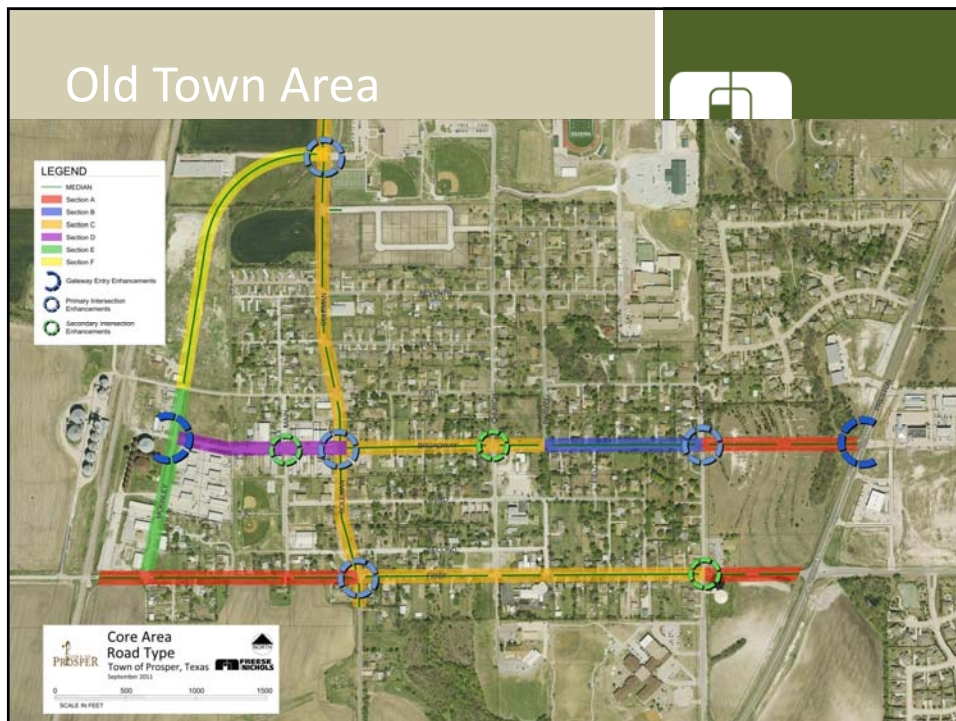 Old Town Area
LEGEND
MEDIAN
Section A
Section B
Section C
Section D
Section E
Section F
Gateway Entry Enhancements
Primary Intersection
Enhancements
Secondary Intersection
Enhancements
BROADWAY
COLEMAN
PROSPER
Core Area
Road Type
Town of Prosper, Texas
September 2011
NORTH
FREESE
NICHOLS
0 500 1000 1500
SCALE IN FEET